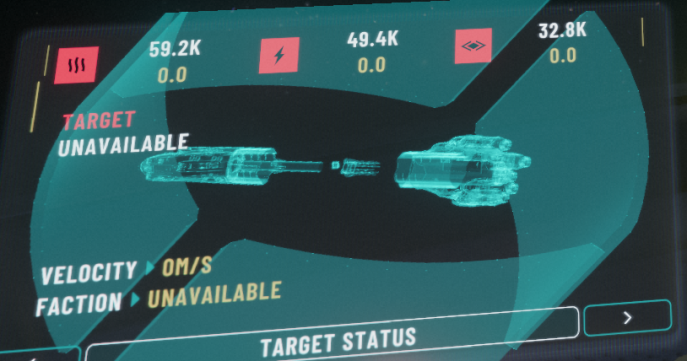 59.2K 49.4K 32.8K
0.0 0.0 0.0
TARGET
UNAVAILABLE
VELOCITY 0M/S
FACTION UNAVAILABLE
TARGET STATUS